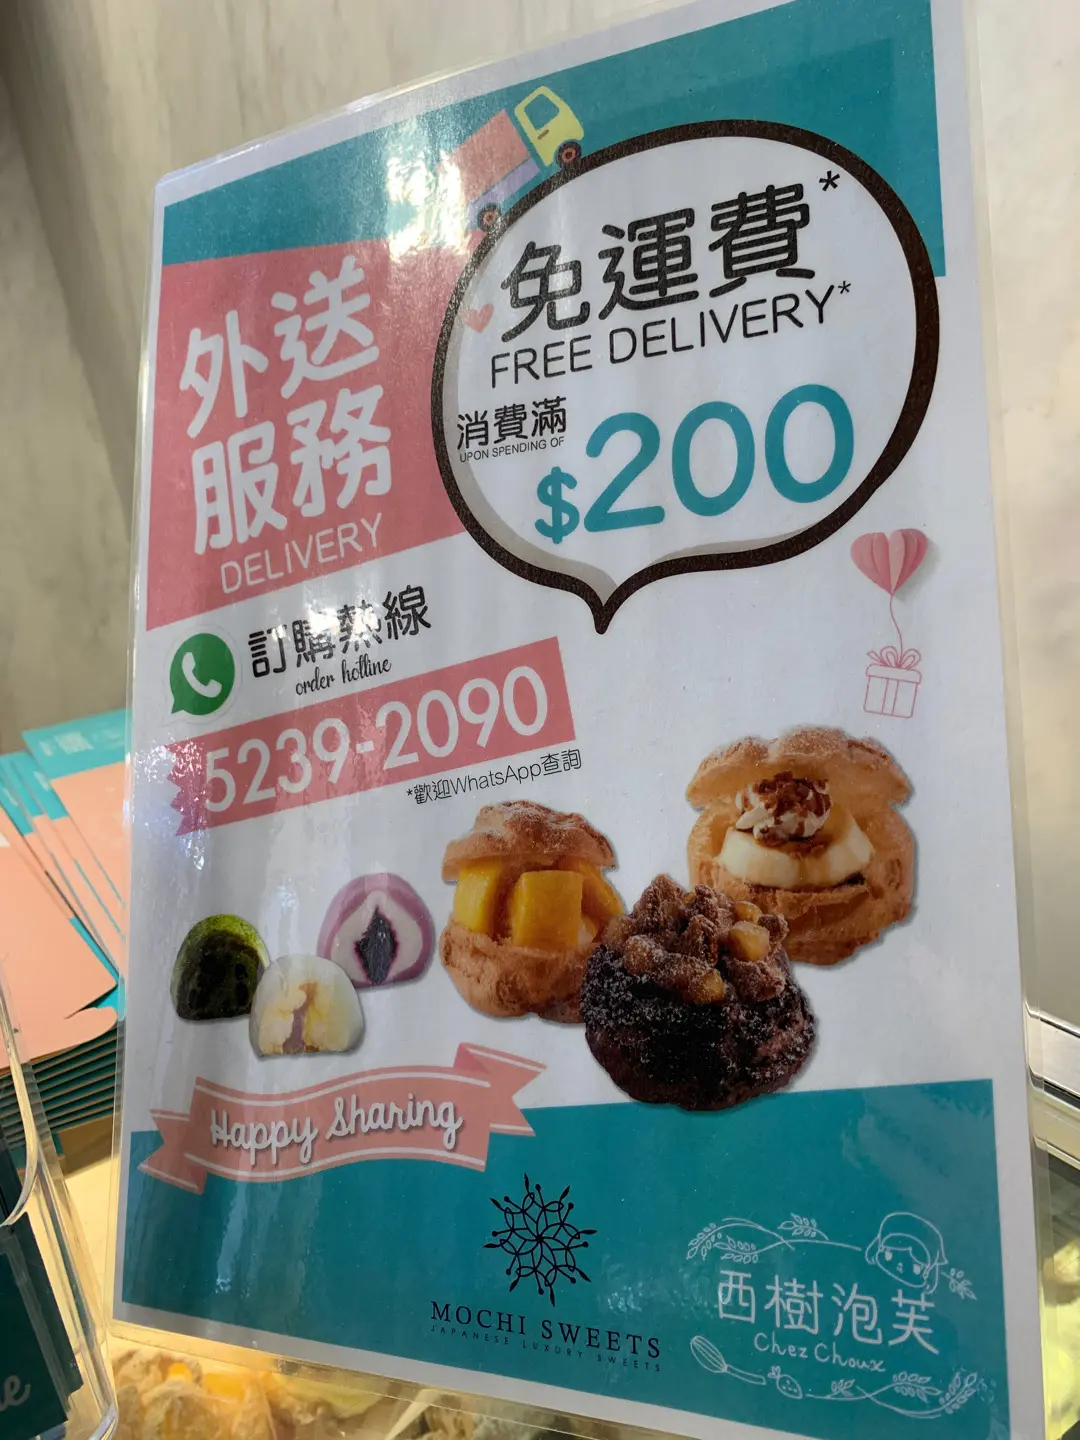 外送
服務
DELIVERY
免運費*
FREE DELIVERY*
消費滿
UPON SPENDING OF
$200
訂購熱線
order hotline
5239-2090
*歡迎WhatsApp查詢
Happy Sharing
MOCHI SWEETS
JAPANESE LUXURY SWEETS
西樹泡芙
Chez Choux